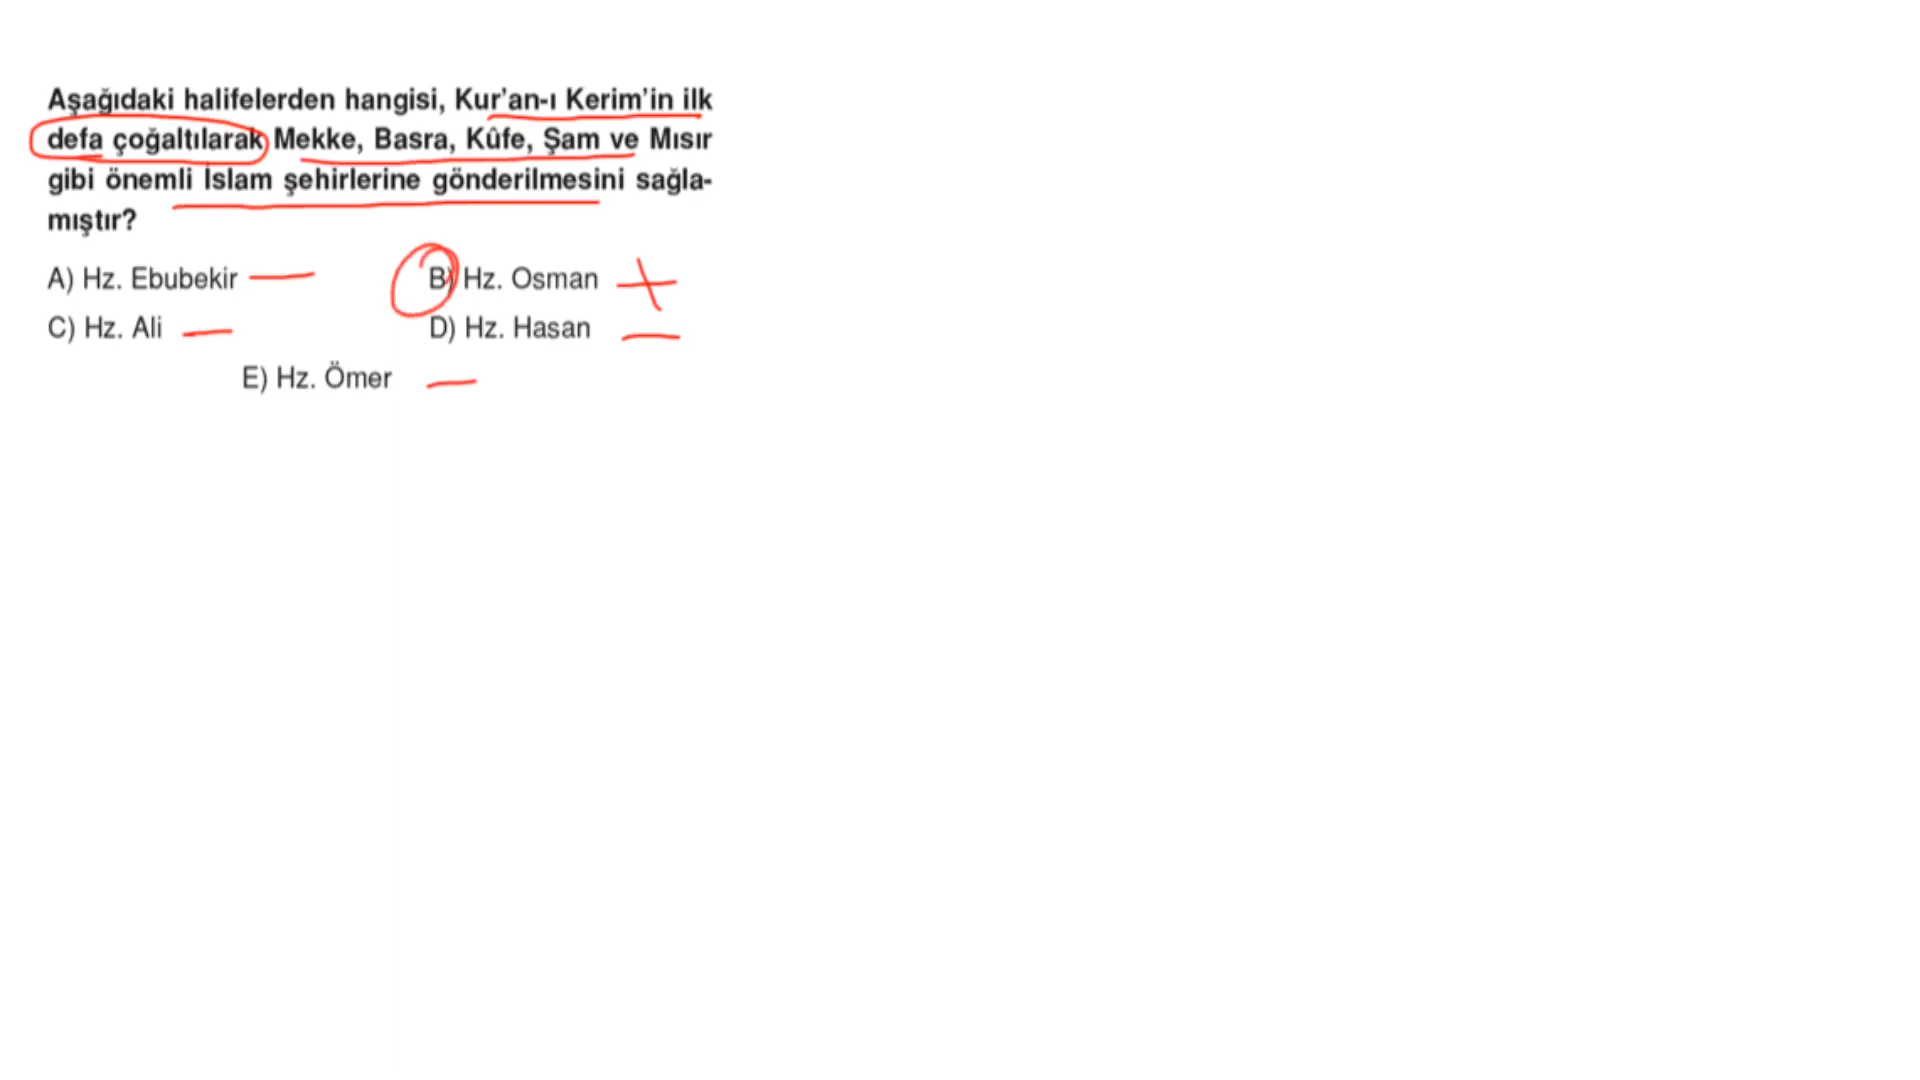 Aşağıdaki halifelerden hangisi, Kur'an-ı Kerim'in ilk
defa çoğaltılarak Mekke, Basra, Kûfe, Şam ve Mısır
gibi önemli İslam şehirlerine gönderilmesini sağla-
mıştır?
A) Hz. Ebubekir B) Hz. Osman
C) Hz. Ali D) Hz. Hasan
E) Hz. Ömer